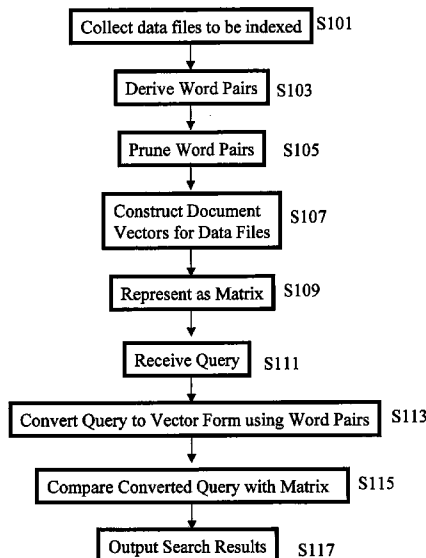 Collect data files to be indexed S101
Derive Word Pairs S103
Prune Word Pairs S105
Construct Document
Vectors for Data Files S107
Represent as Matrix S109
Receive Query S111
Convert Query to Vector Form using Word Pairs S113
Compare Converted Query with Matrix S115
Output Search Results S117